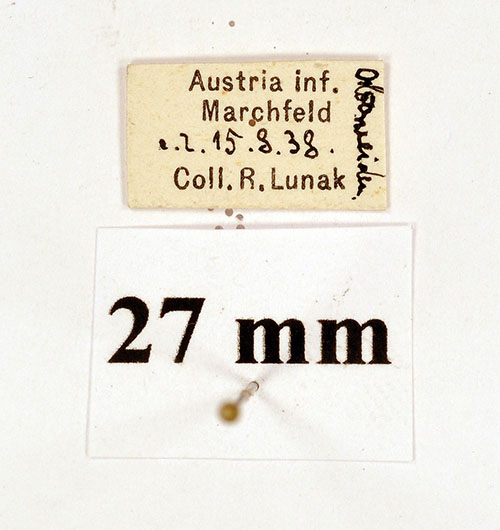 Austria inf.
Marchfeld
e.l. 15.8.38.
Coll. R. Lunak
27 mm